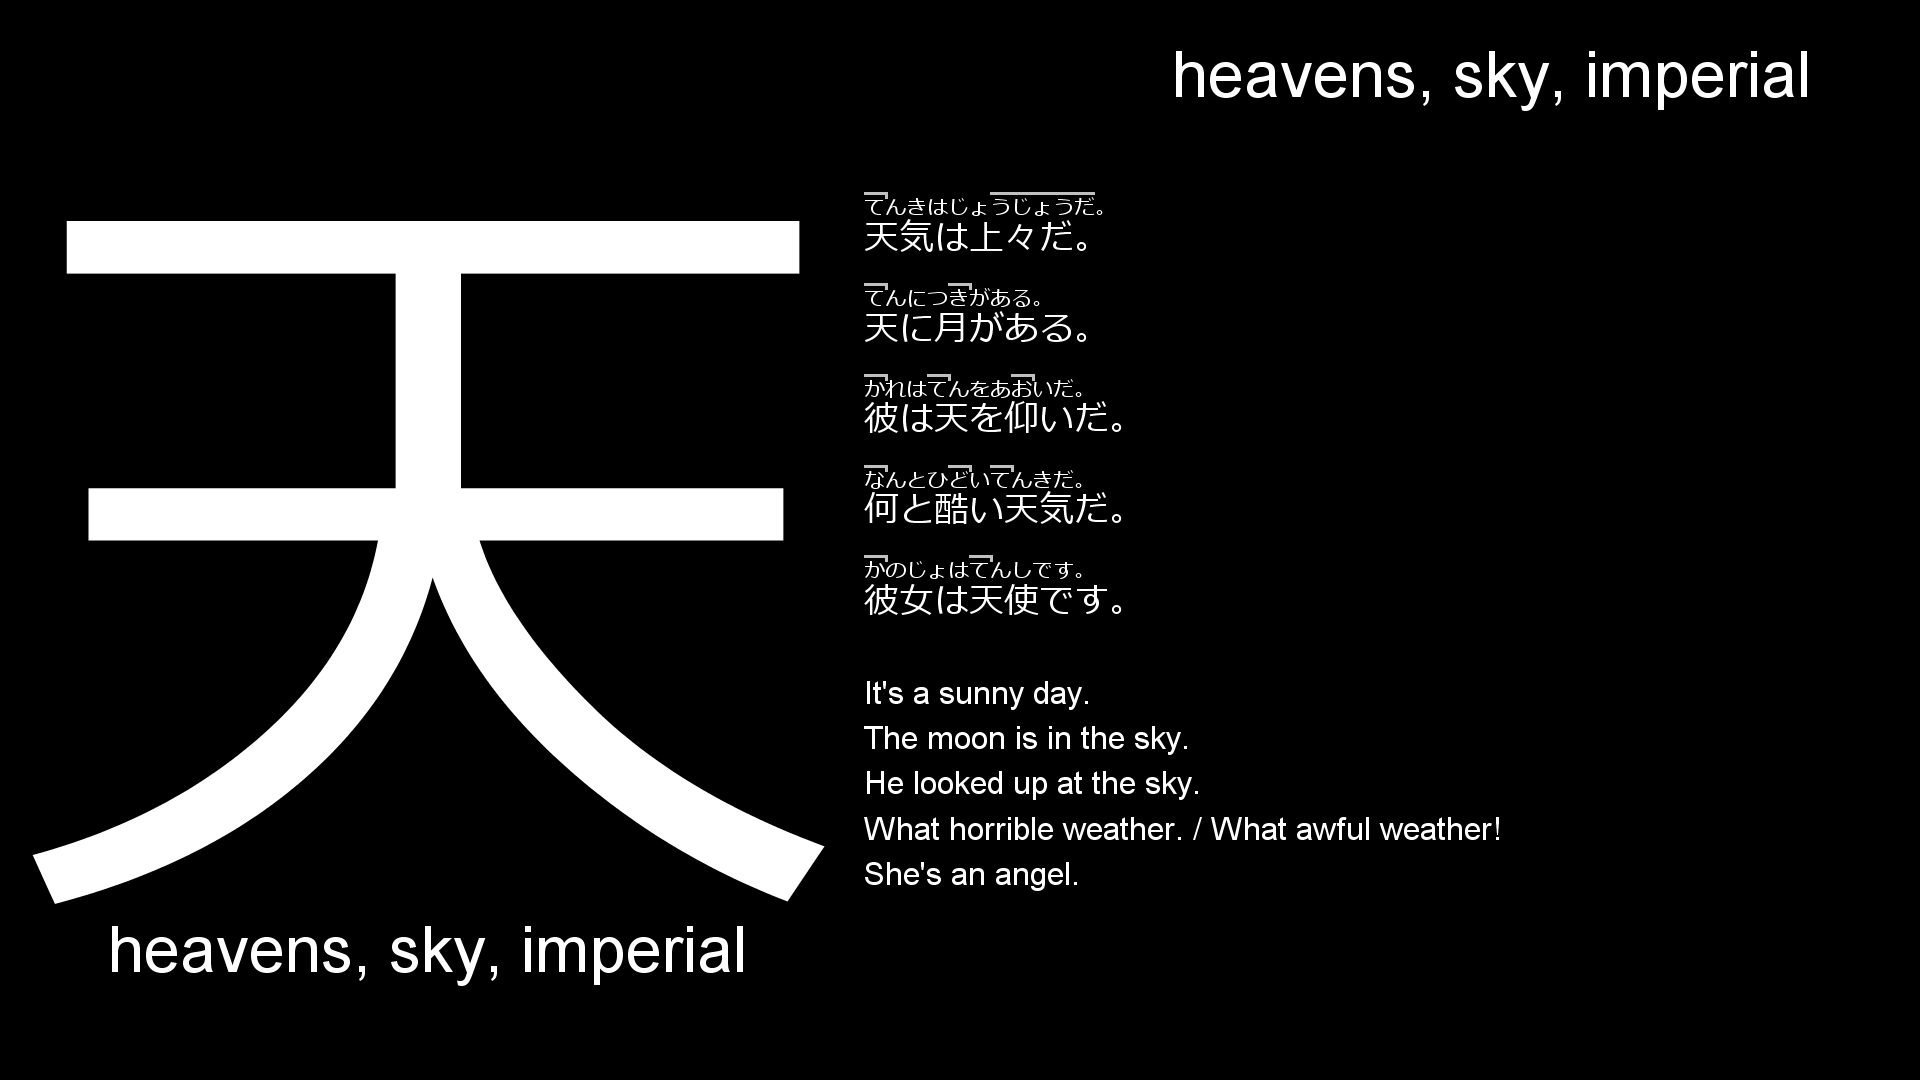 heavens, sky, imperial
天
heavens, sky, imperial
てんきはじょうじょうだ。
天気は上々だ。
てんにつきがある。
天に月がある。
かれはてんをあおいだ。
彼は天を仰いだ。
なんとひどいてんきだ。
何と酷い天気だ。
かのじょはてんしです。
彼女は天使です。
It's a sunny day.
The moon is in the sky.
He looked up at the sky.
What horrible weather. / What awful weather!
She's an angel.